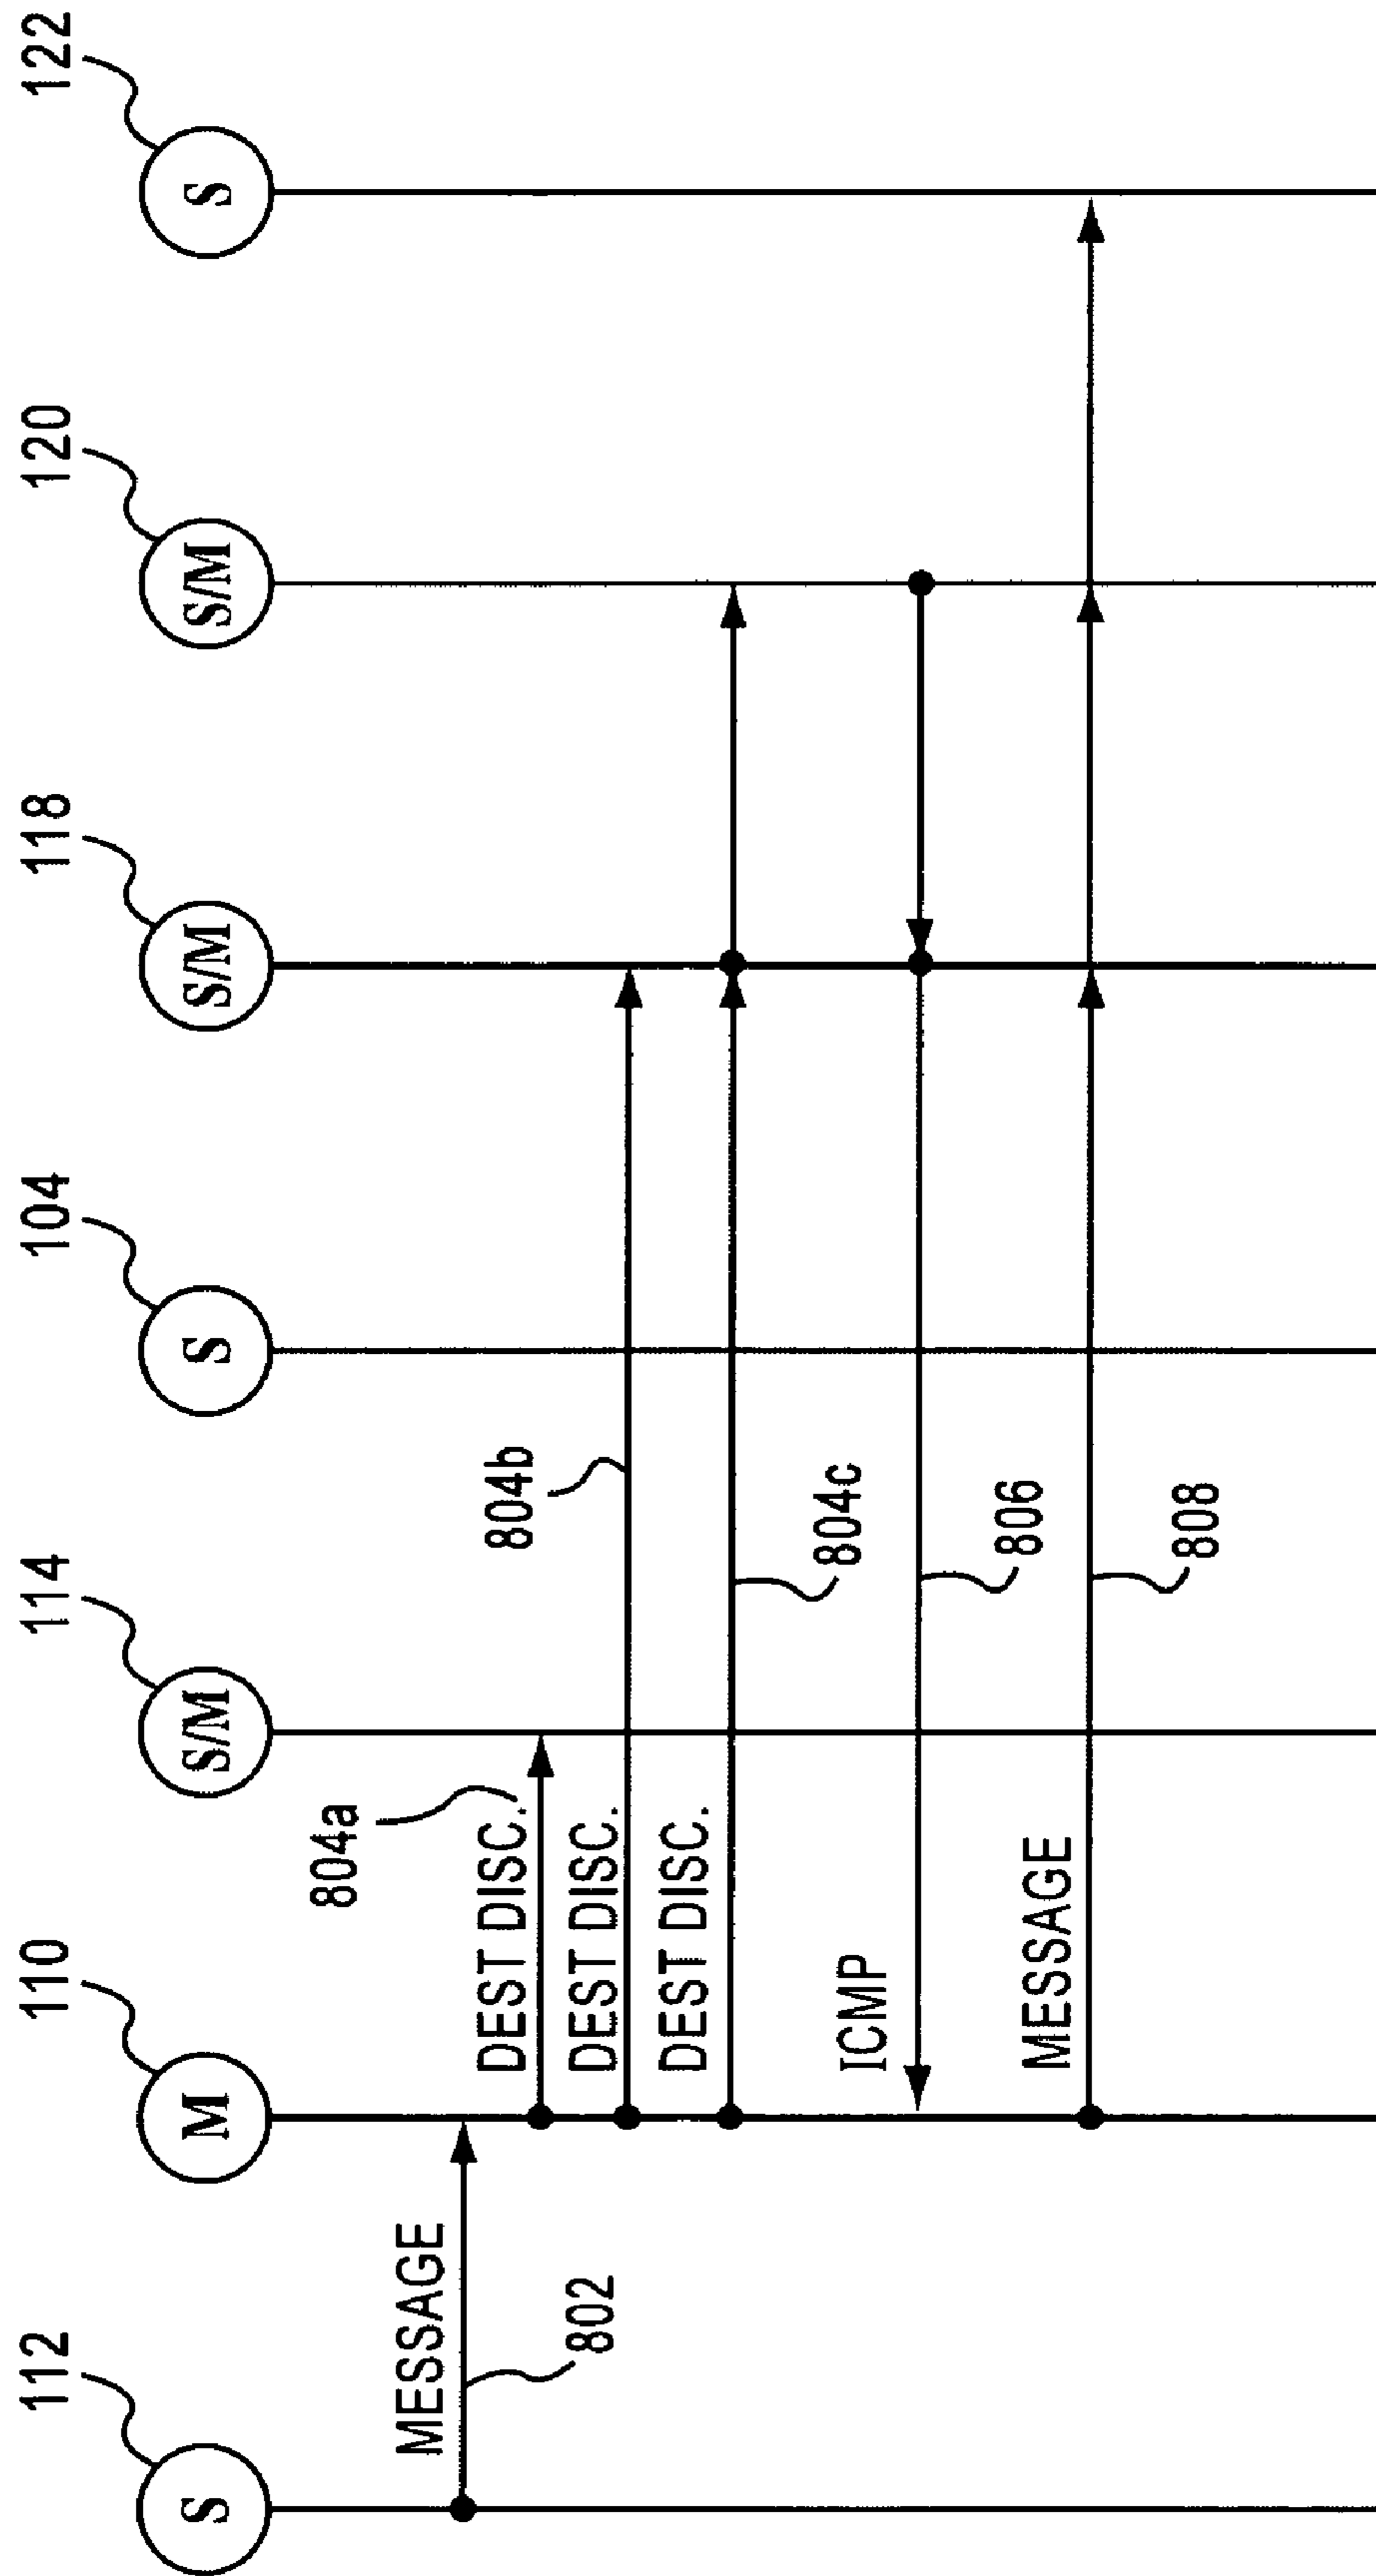 112
110
114
104
118
120
122
S
M
S/M
S
S/M
S/M
S
MESSAGE
802
804a
DEST DISC.
804b
DEST DISC.
DEST DISC.
804c
ICMP
806
MESSAGE
808